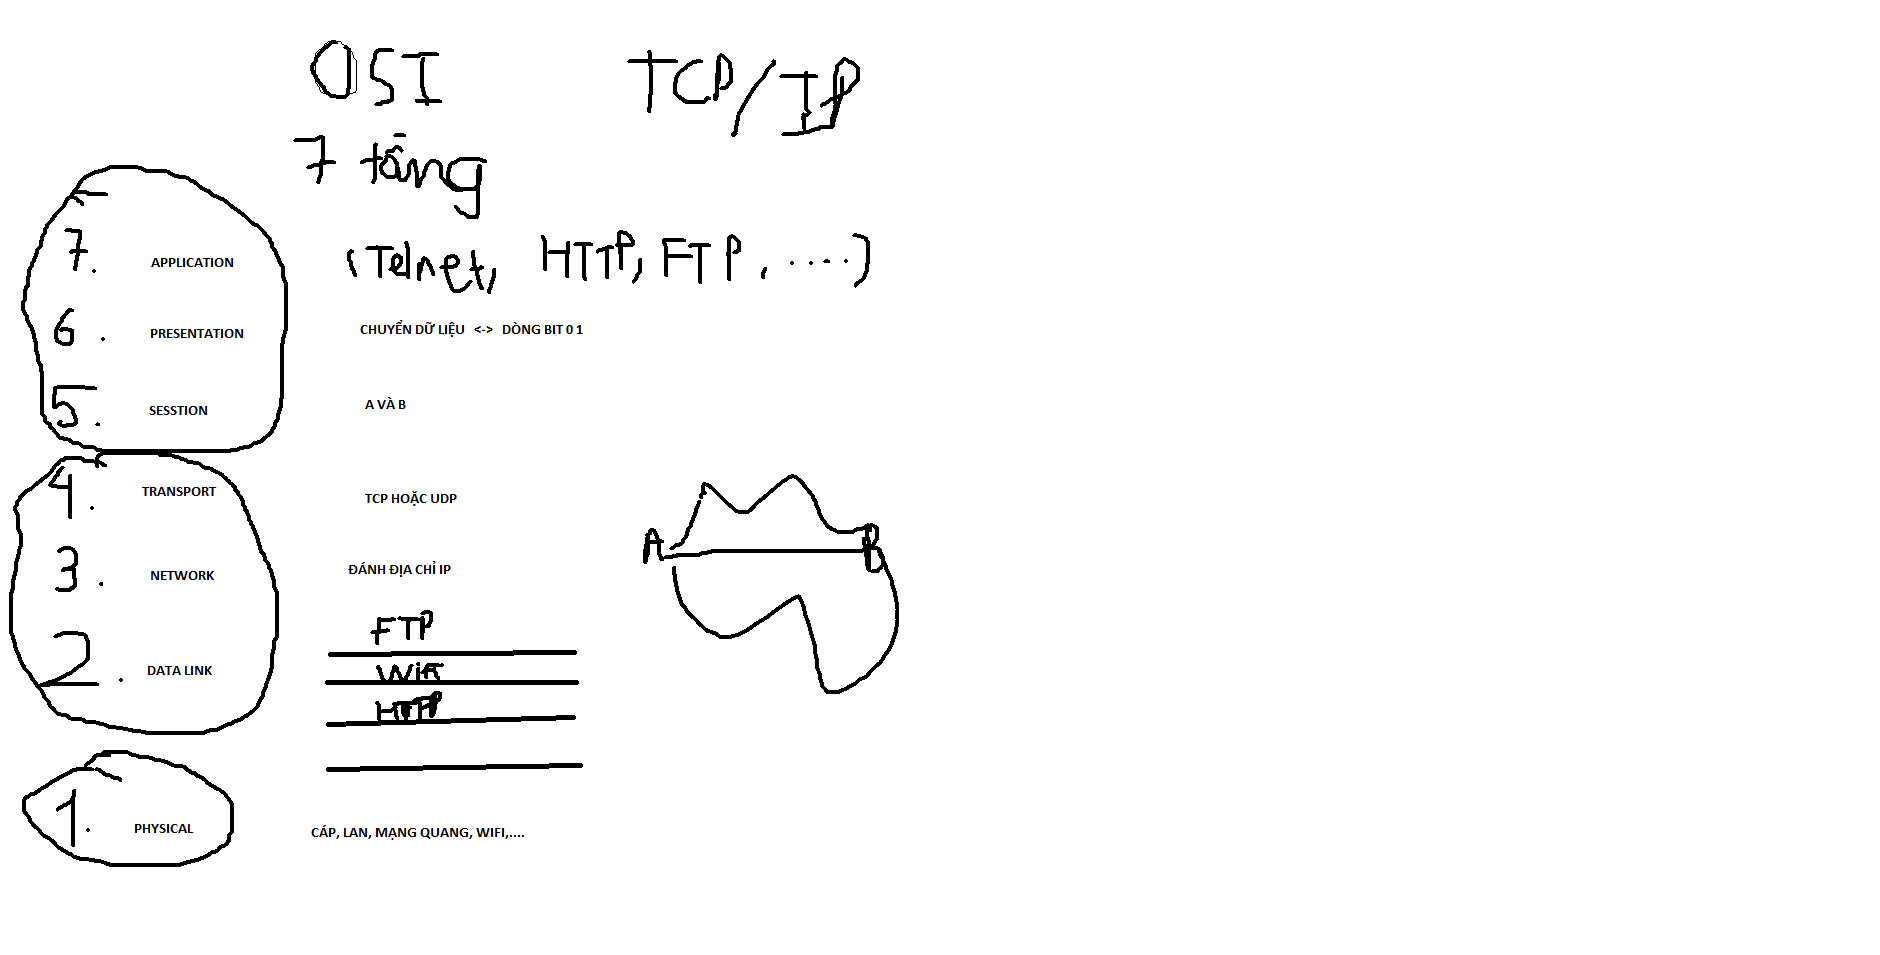 OSI TCP/IP
7 tầng
7. APPLICATION (Telnet, HTTP, FTP, ....)
6. PRESENTATION CHUYỂN DỮ LIỆU <-> DÒNG BIT 0 1
5. SESSTION A VÀ B
4. TRANSPORT TCP HOẶC UDP
A B
3. NETWORK ĐÁNH ĐỊA CHỈ IP
FTP
2. DATA LINK Wifi
HTTP
1. PHYSICAL CÁP, LAN, MẠNG QUANG, WIFI,....